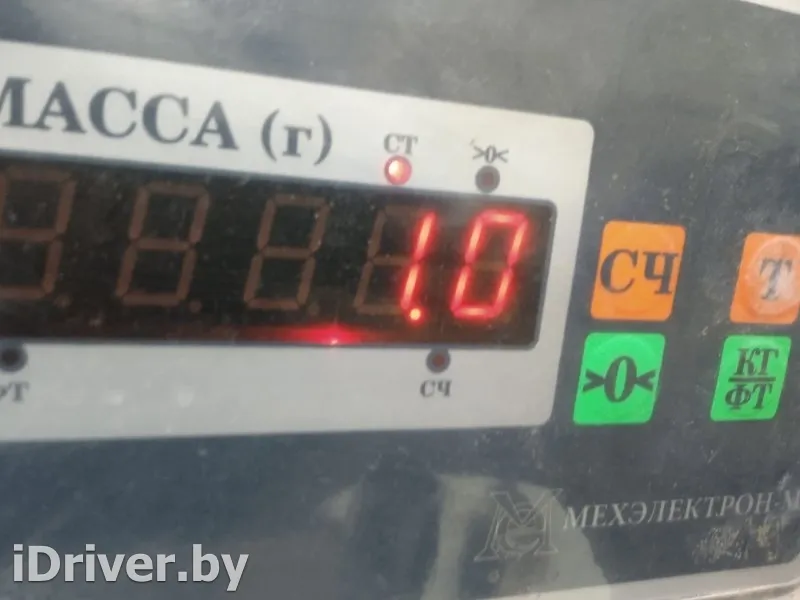 МАССА (г)
СТ
>0<
1.0
СЧ
Т
>0<
КГ
ФТ
СЧ
МЕХЭЛЕКТРОН-М
iDriver.by